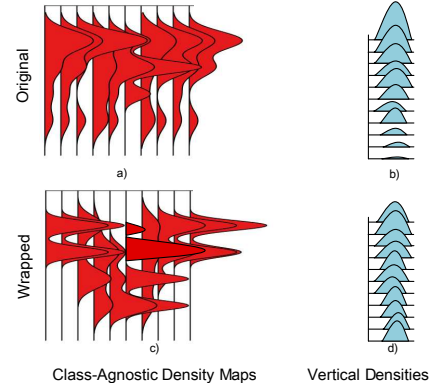 Original
a)
b)
Wrapped
c)
d)
Class-Agnostic Density Maps
Vertical Densities